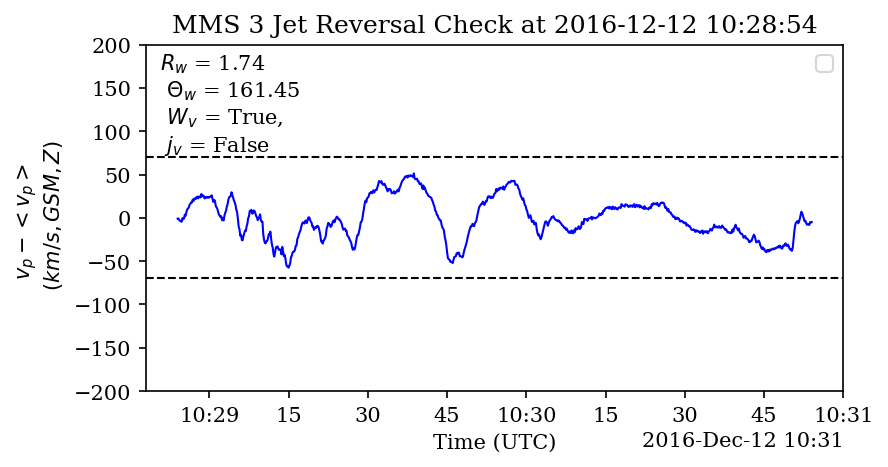 MMS 3 Jet Reversal Check at 2016-12-12 10:28:54
R_w = 1.74
Θ_w = 161.45
W_v = True,
j_v = False
v_p − < v_p >
(km/s, GSM, Z)
200
150
100
50
0
−50
−100
−150
−200
10:29 15 30 45 10:30 15 30 45 10:31
Time (UTC) 2016-Dec-12 10:31